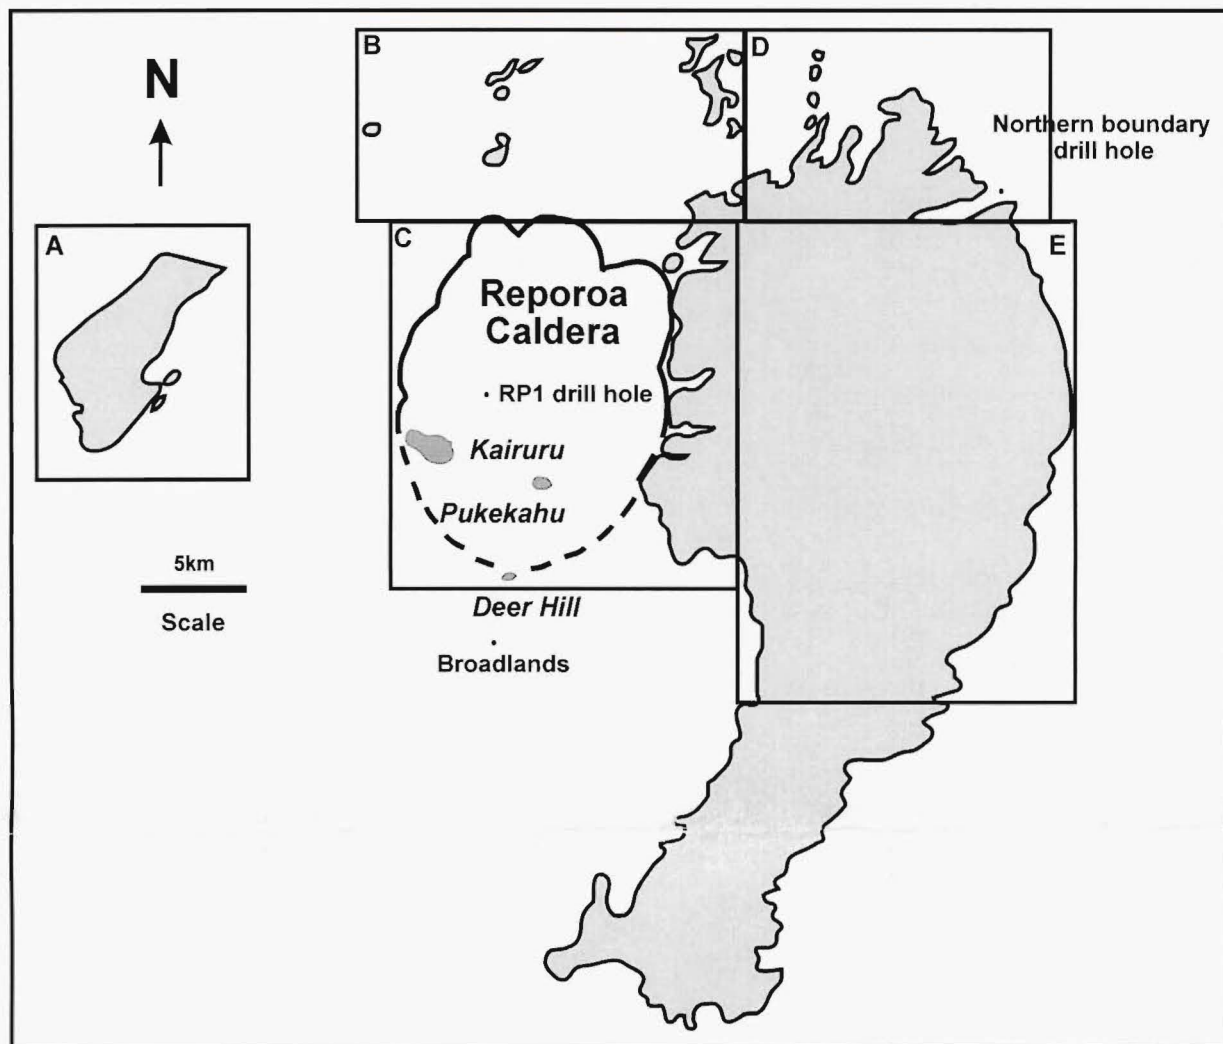 N
A
5km
Scale
B
D
Northern boundary
drill hole
C
E
Reporoa
Caldera
RP1 drill hole
Kairuru
Pukekahu
Deer Hill
Broadlands